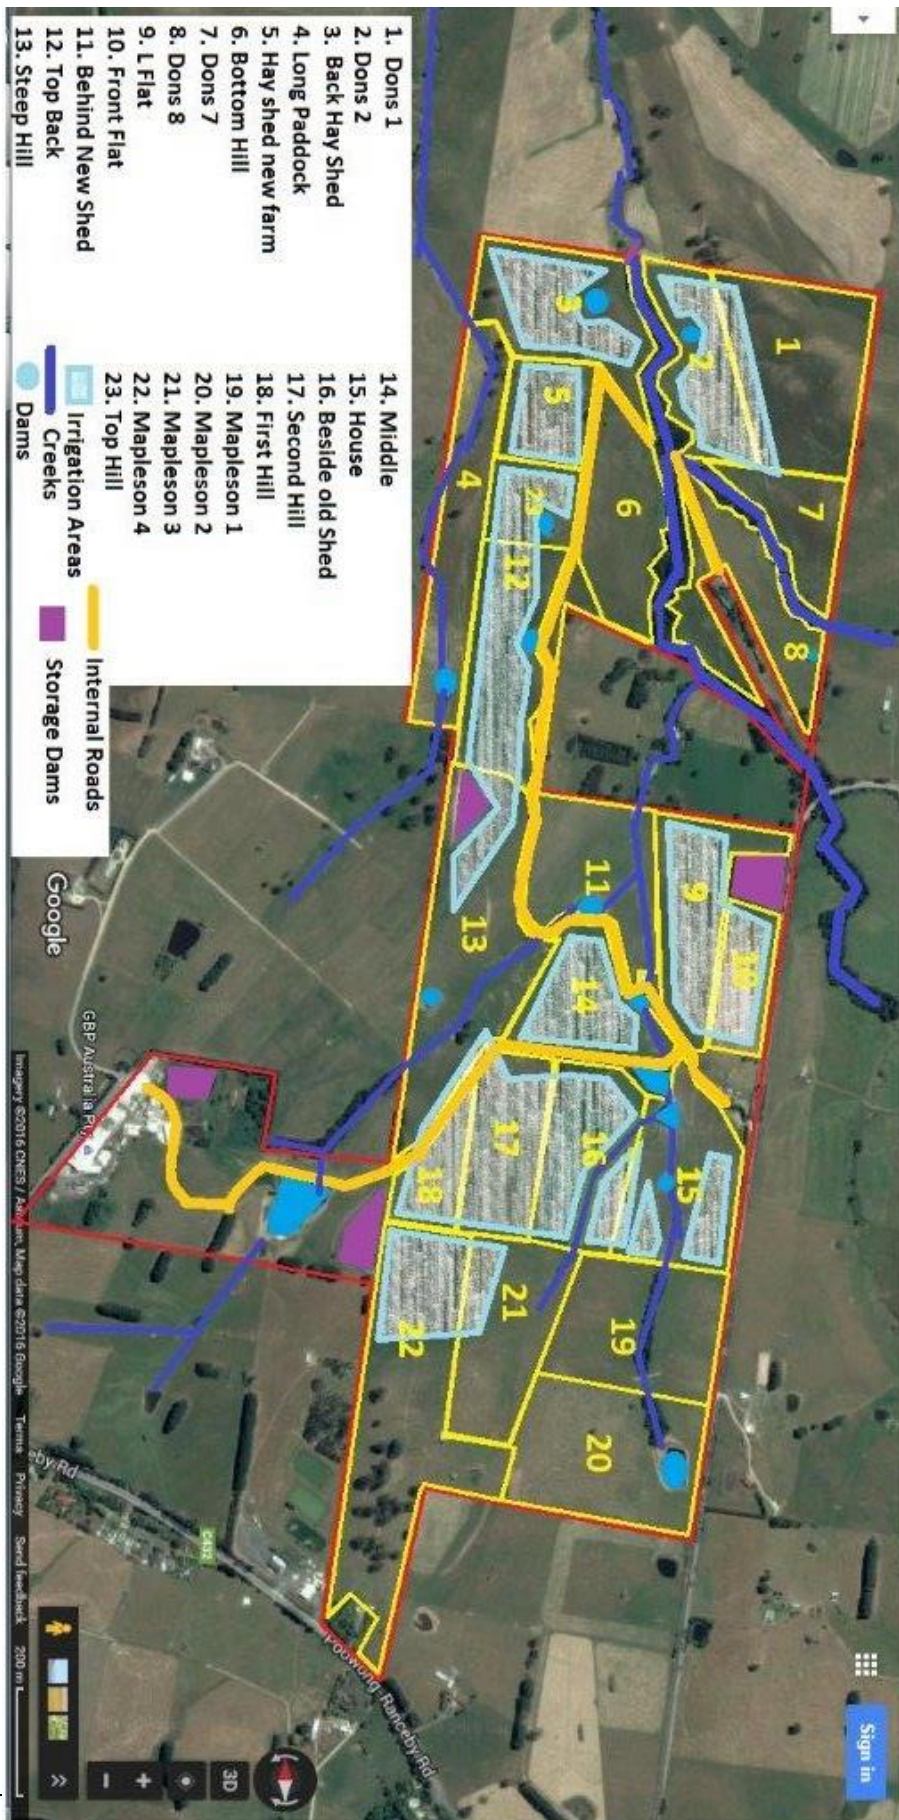 Sign in
1
2
3
4
5
6
7
8
9
10
11
12
13
14
15
16
17
18
19
20
21
22
23
1. Dons 1
2. Dons 2
3. Back Hay Shed
4. Long Paddock
5. Hay shed new farm
6. Bottom Hill
7. Dons 7
8. Dons 8
9. L Flat
10. Front Flat
11. Behind New Shed
12. Top Back
13. Steep Hill
14. Middle
15. House
16. Beside old Shed
17. Second Hill
18. First Hill
19. Mapleson 1
20. Mapleson 2
21. Mapleson 3
22. Mapleson 4
23. Top Hill
Irrigation Areas
Creeks
Dams
Internal Roads
Storage Dams
Google
GBP Australia Pty
C432
Poowong-Ranceby Rd
eby Rd
3D
+
−
Imagery ©2016 CNES / Astrium, Map data ©2016 Google Terms Privacy Send feedback 200 m